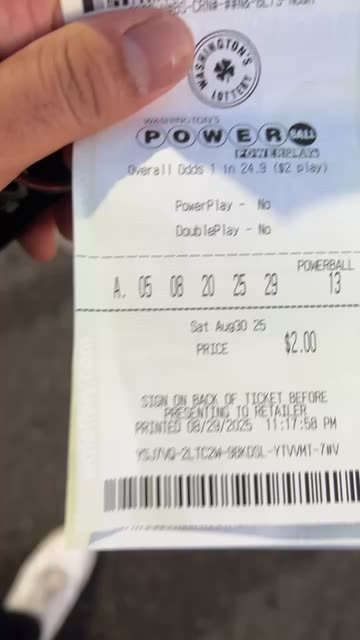 WASHINGTON'S LOTTERY
WASHINGTON'S
POWERBALL
POWERPLAY
Overall Odds 1 in 24.9 ($2 play)
PowerPlay - No
DoublePlay - No
POWERBALL
A. 05 08 20 25 29 13
Sat Aug30 25
PRICE $2.00
SIGN ON BACK OF TICKET BEFORE
PRESENTING TO RETAILER
PRINTED 08/29/2025 11:17:58 PM